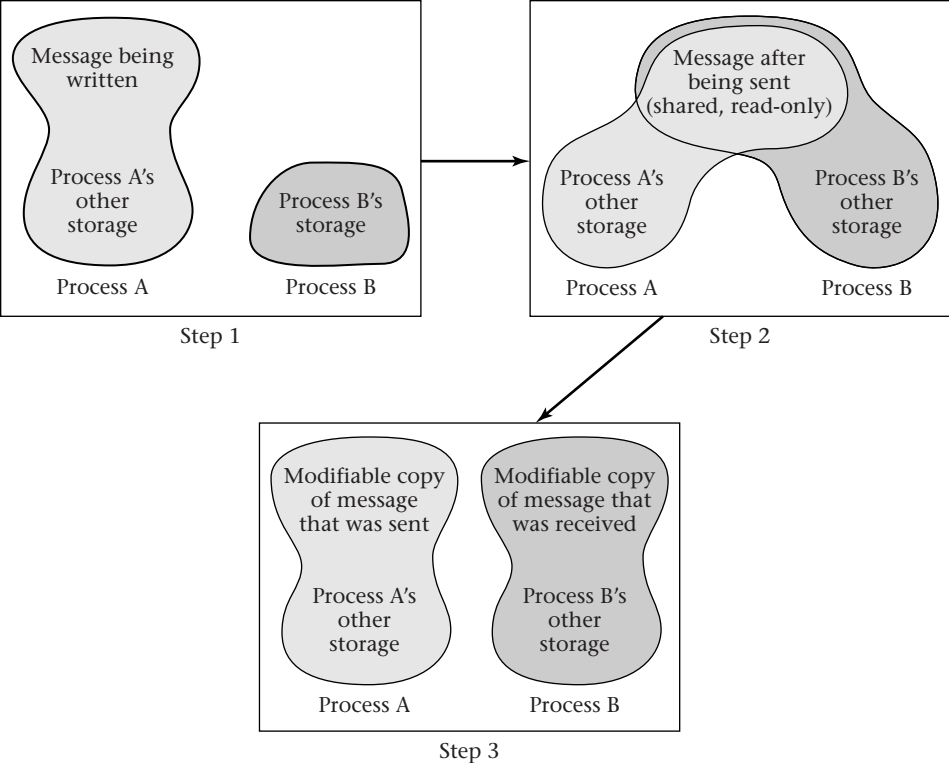 Message being
written
Process A's
other
storage
Process B's
storage
Process A
Process B
Step 1
Message after
being sent
(shared, read-only)
Process A's
other
storage
Process B's
other
storage
Process A
Process B
Step 2
Modifiable copy
of message
that was sent
Modifiable copy
of message that
was received
Process A's
other
storage
Process B's
other
storage
Process A
Process B
Step 3